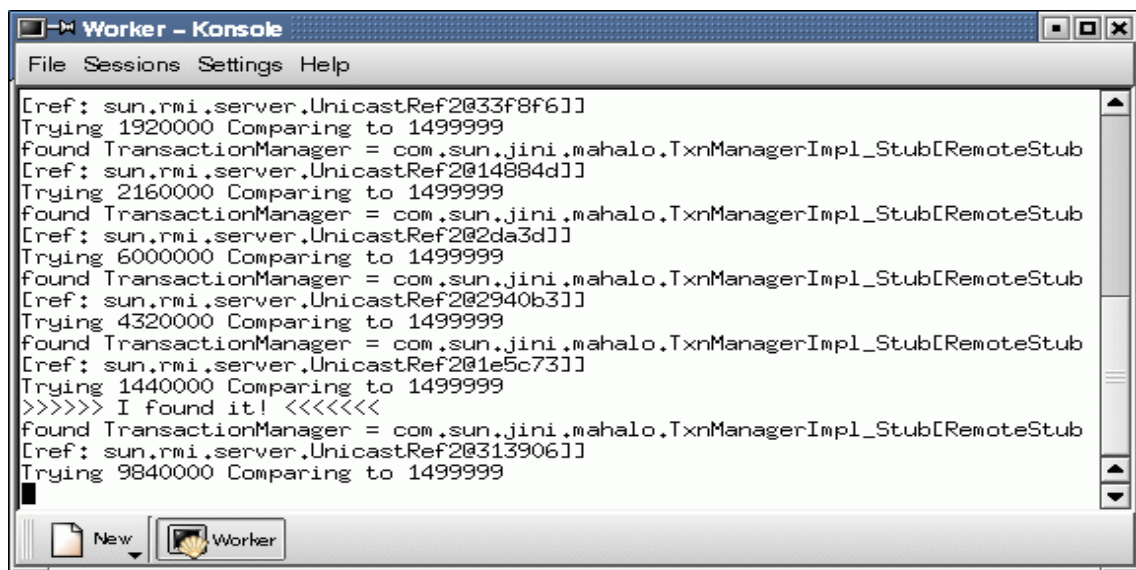 Worker – Konsole
File Sessions Settings Help
[ref: sun.rmi.server.UnicastRef2@33f8f6]]
Trying 1920000 Comparing to 1499999
found TransactionManager = com.sun.jini.mahalo.TxnManagerImpl_Stub[RemoteStub
[ref: sun.rmi.server.UnicastRef2@14884d]]
Trying 2160000 Comparing to 1499999
found TransactionManager = com.sun.jini.mahalo.TxnManagerImpl_Stub[RemoteStub
[ref: sun.rmi.server.UnicastRef2@2da3d]]
Trying 6000000 Comparing to 1499999
found TransactionManager = com.sun.jini.mahalo.TxnManagerImpl_Stub[RemoteStub
[ref: sun.rmi.server.UnicastRef2@2940b3]]
Trying 4320000 Comparing to 1499999
found TransactionManager = com.sun.jini.mahalo.TxnManagerImpl_Stub[RemoteStub
[ref: sun.rmi.server.UnicastRef2@1e5c73]]
Trying 1440000 Comparing to 1499999
>>>>>> I found it! <<<<<<<
found TransactionManager = com.sun.jini.mahalo.TxnManagerImpl_Stub[RemoteStub
[ref: sun.rmi.server.UnicastRef2@313906]]
Trying 9840000 Comparing to 1499999
New Worker